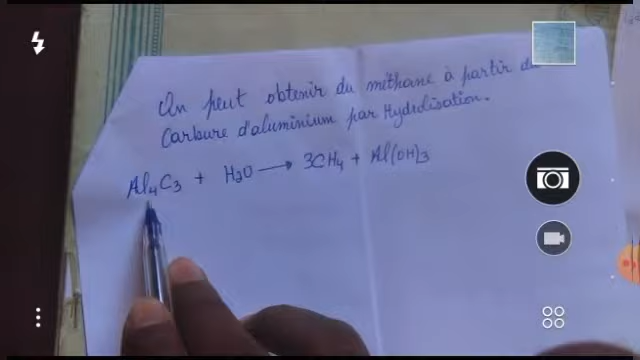 On peut obtenir du méthane à partir du
Carbure d'aluminium par Hydrolisation.
Al₄C₃ + H₂O → 3CH₄ + Al(OH)₃